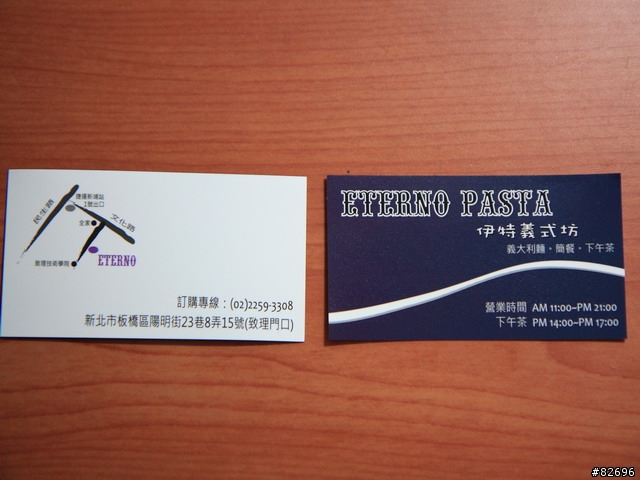 民生路
捷運新埔站
1號出口
文化路
全家
致理技術學院
ETERNO
訂購專線：(02)2259-3308
新北市板橋區陽明街23巷8弄15號(致理門口)
ETERNO PASTA
伊特義式坊
義大利麵。簡餐。下午茶
營業時間 AM 11:00~PM 21:00
下午茶 PM 14:00~PM 17:00
#82696